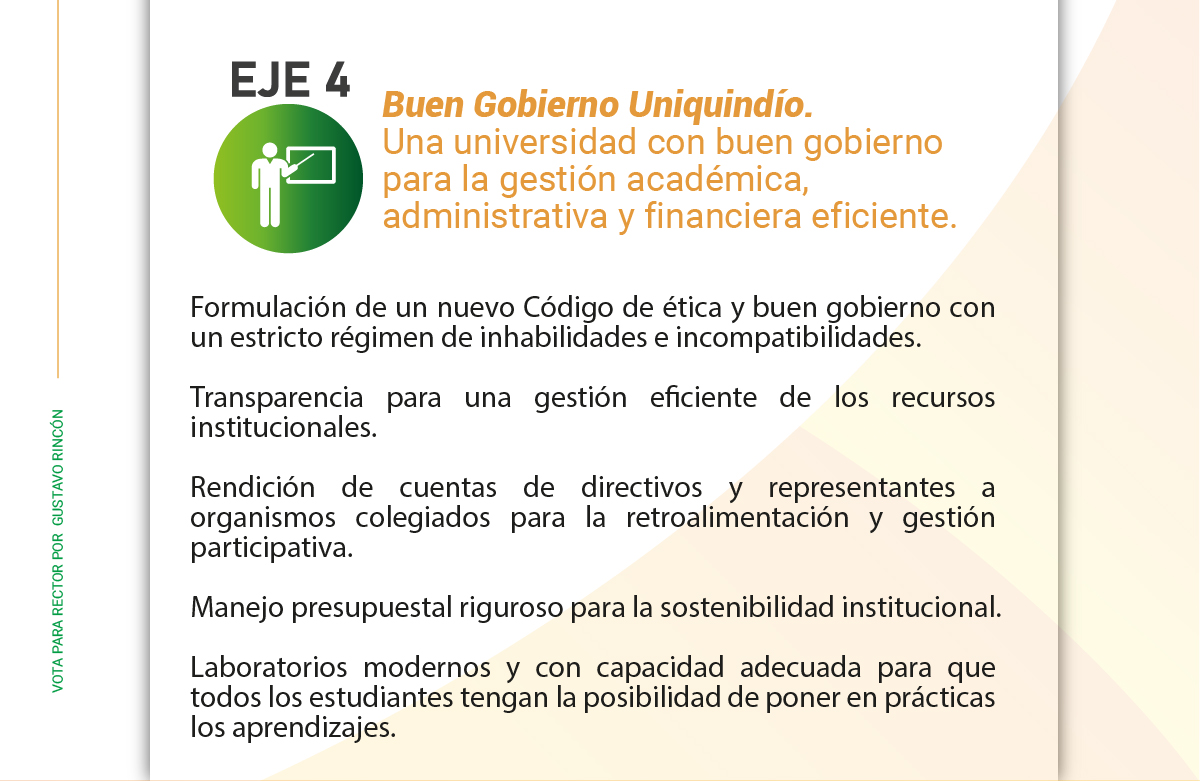 EJE 4
Buen Gobierno Uniquindío.
Una universidad con buen gobierno
para la gestión académica,
administrativa y financiera eficiente.
Formulación de un nuevo Código de ética y buen gobierno con
un estricto régimen de inhabilidades e incompatibilidades.
Transparencia para una gestión eficiente de los recursos
institucionales.
Rendición de cuentas de directivos y representantes a
organismos colegiados para la retroalimentación y gestión
participativa.
Manejo presupuestal riguroso para la sostenibilidad institucional.
Laboratorios modernos y con capacidad adecuada para que
todos los estudiantes tengan la posibilidad de poner en prácticas
los aprendizajes.
VOTA PARA RECTOR POR GUSTAVO RINCÓN